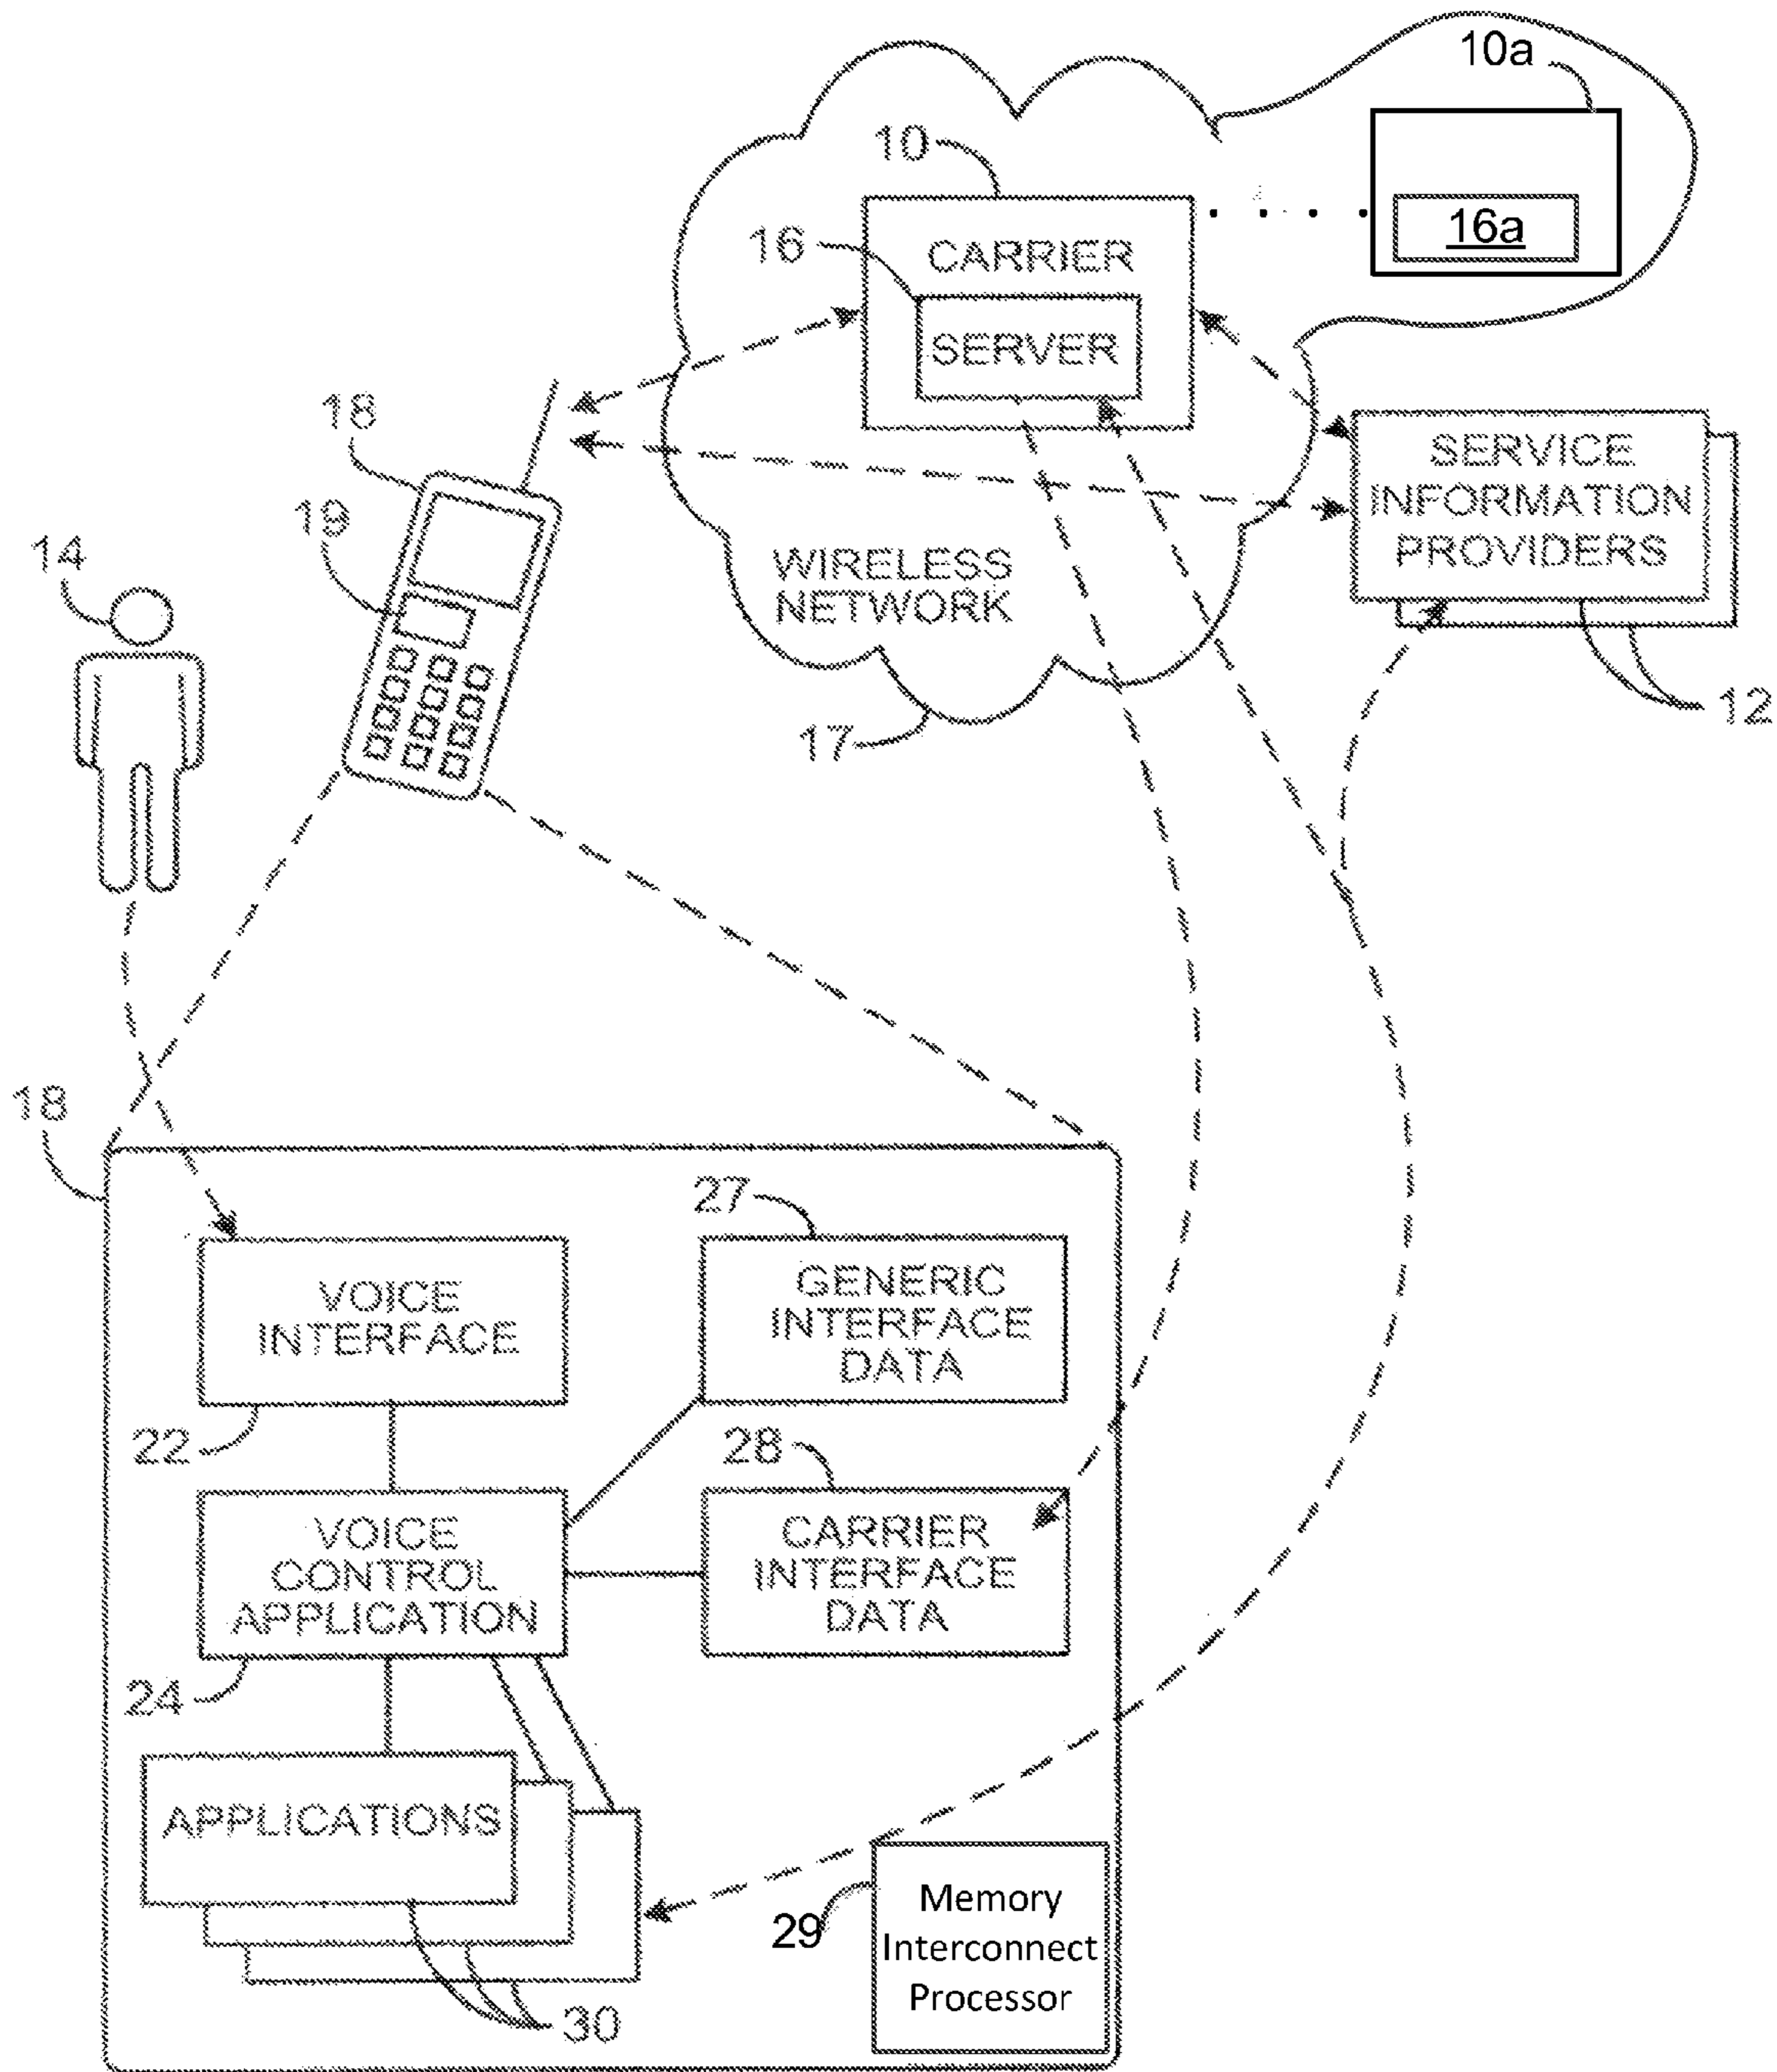 10a
10
16a
16
CARRIER
SERVER
18
SERVICE
INFORMATION
PROVIDERS
19
14
WIRELESS
NETWORK
12
17
18
27
VOICE
INTERFACE
GENERIC
INTERFACE
DATA
22
28
VOICE
CONTROL
APPLICATION
CARRIER
INTERFACE
DATA
24
APPLICATIONS
29
Memory
Interconnect
Processor
30